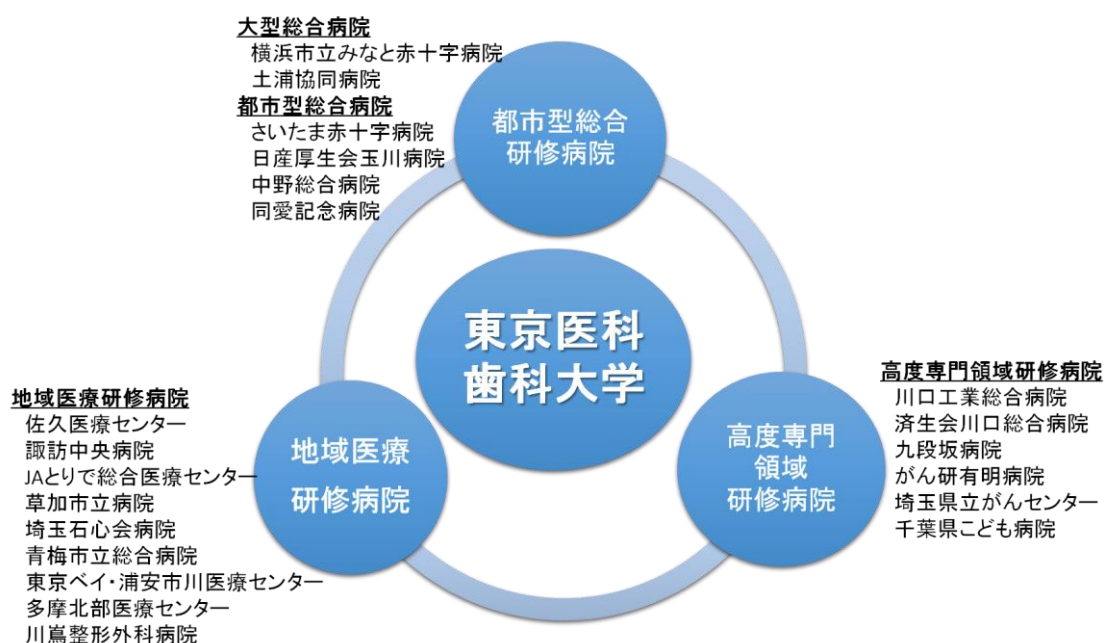 大型総合病院
横浜市立みなと赤十字病院
土浦協同病院
都市型総合病院
さいたま赤十字病院
日産厚生会玉川病院
中野総合病院
同愛記念病院
都市型総合
研修病院
東京医科
歯科大学
地域医療研修病院
佐久医療センター
諏訪中央病院
JAとりで総合医療センター
草加市立病院
埼玉石心会病院
青梅市立総合病院
東京ベイ・浦安市川医療センター
多摩北部医療センター
川嶌整形外科病院
地域医療
研修病院
高度専門
領域
研修病院
高度専門領域研修病院
川口工業総合病院
済生会川口総合病院
九段坂病院
がん研有明病院
埼玉県立がんセンター
千葉県こども病院